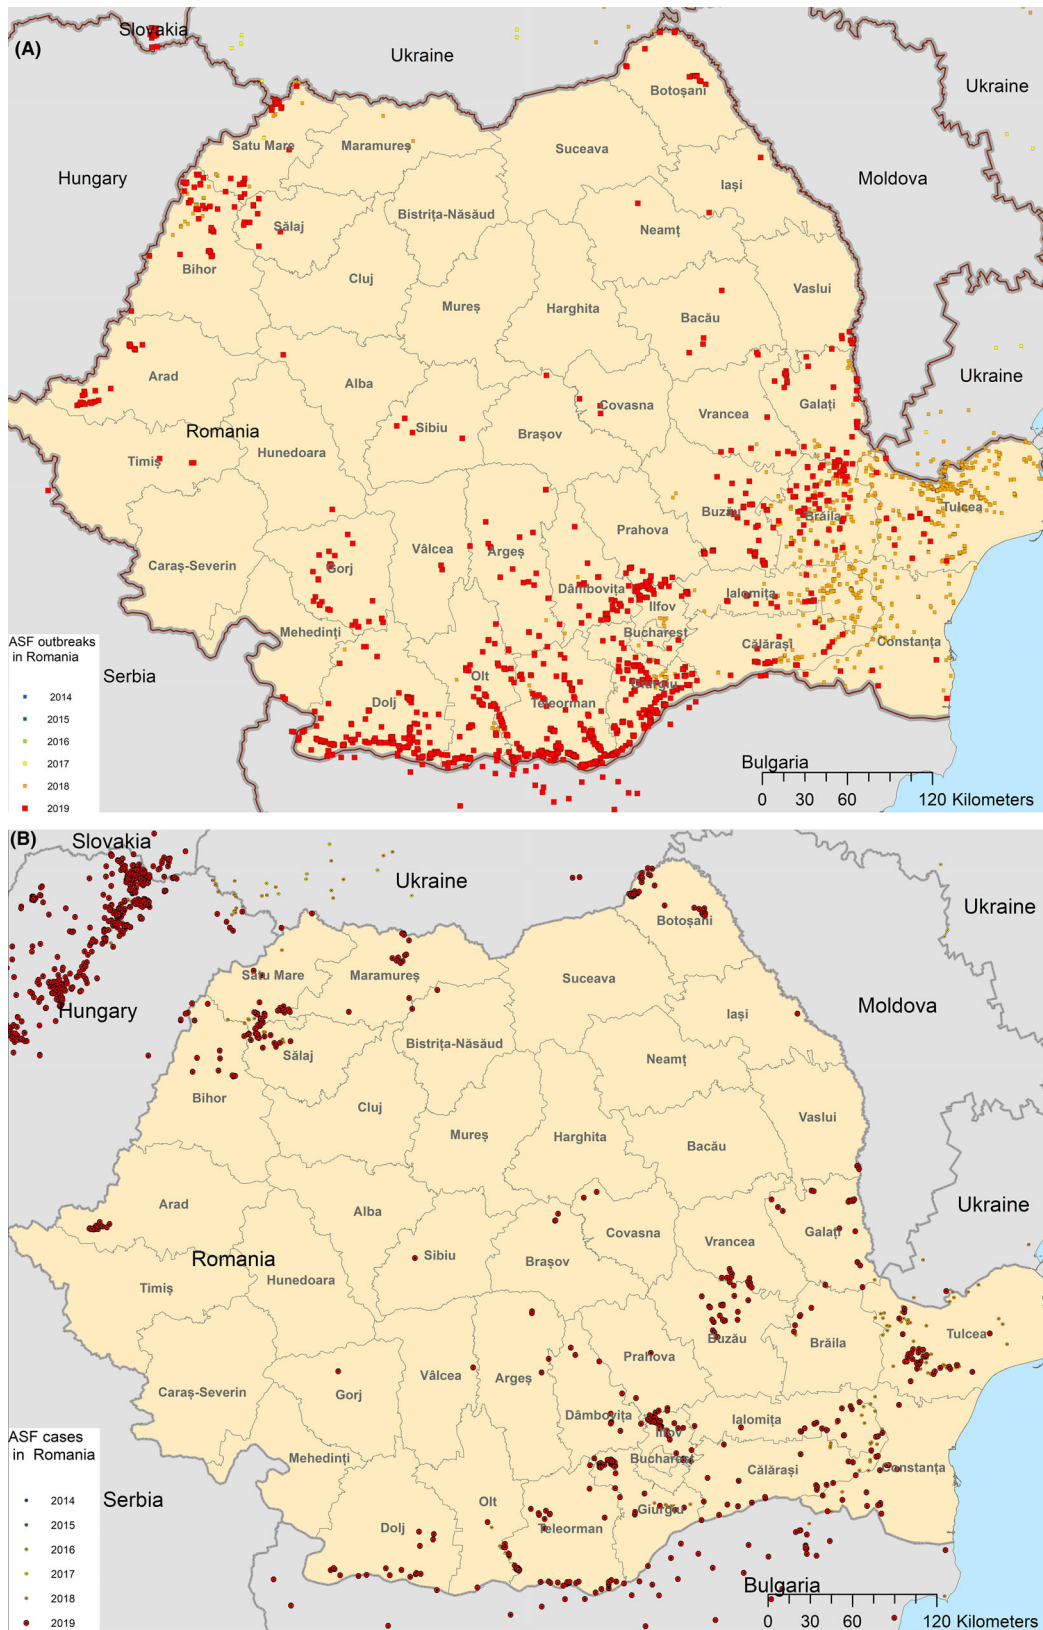 (A)
Slovakia
Ukraine
Ukraine
Botoșani
Satu Mare
Maramureș
Suceava
Hungary
Moldova
Iași
Bistrița-Năsăud
Sălaj
Neamț
Bihor
Cluj
Vaslui
Mureș
Harghita
Bacău
Ukraine
Arad
Alba
Covasna
Galați
Vrancea
Romania
Sibiu
Brașov
Timiș
Hunedoara
Buzău
Brăila
Tulcea
Prahova
Vâlcea
Argeș
Caraș-Severin
Gorj
Dâmbovița
Ialomița
Ilfov
Mehedinți
Bucharest
Călărași
Constanța
ASF outbreaks
in Romania
Serbia
Olt
Giurgiu
Dolj
Teleorman
2014
2015
2016
2017
2018
2019
Bulgaria
0 30 60 120 Kilometers
(B)
Slovakia
Ukraine
Ukraine
Botoșani
Satu Mare
Maramureș
Suceava
Hungary
Moldova
Iași
Bistrița-Năsăud
Sălaj
Neamț
Bihor
Cluj
Vaslui
Mureș
Harghita
Bacău
Ukraine
Arad
Alba
Covasna
Galați
Vrancea
Romania
Sibiu
Brașov
Timiș
Hunedoara
Buzău
Brăila
Tulcea
Prahova
Vâlcea
Argeș
Caraș-Severin
Gorj
Dâmbovița
Ialomița
Ilfov
Mehedinți
Bucharest
Călărași
Constanța
ASF cases
in Romania
Serbia
Olt
Giurgiu
Dolj
Teleorman
2014
2015
2016
2017
2018
2019
Bulgaria
0 30 60 120 Kilometers